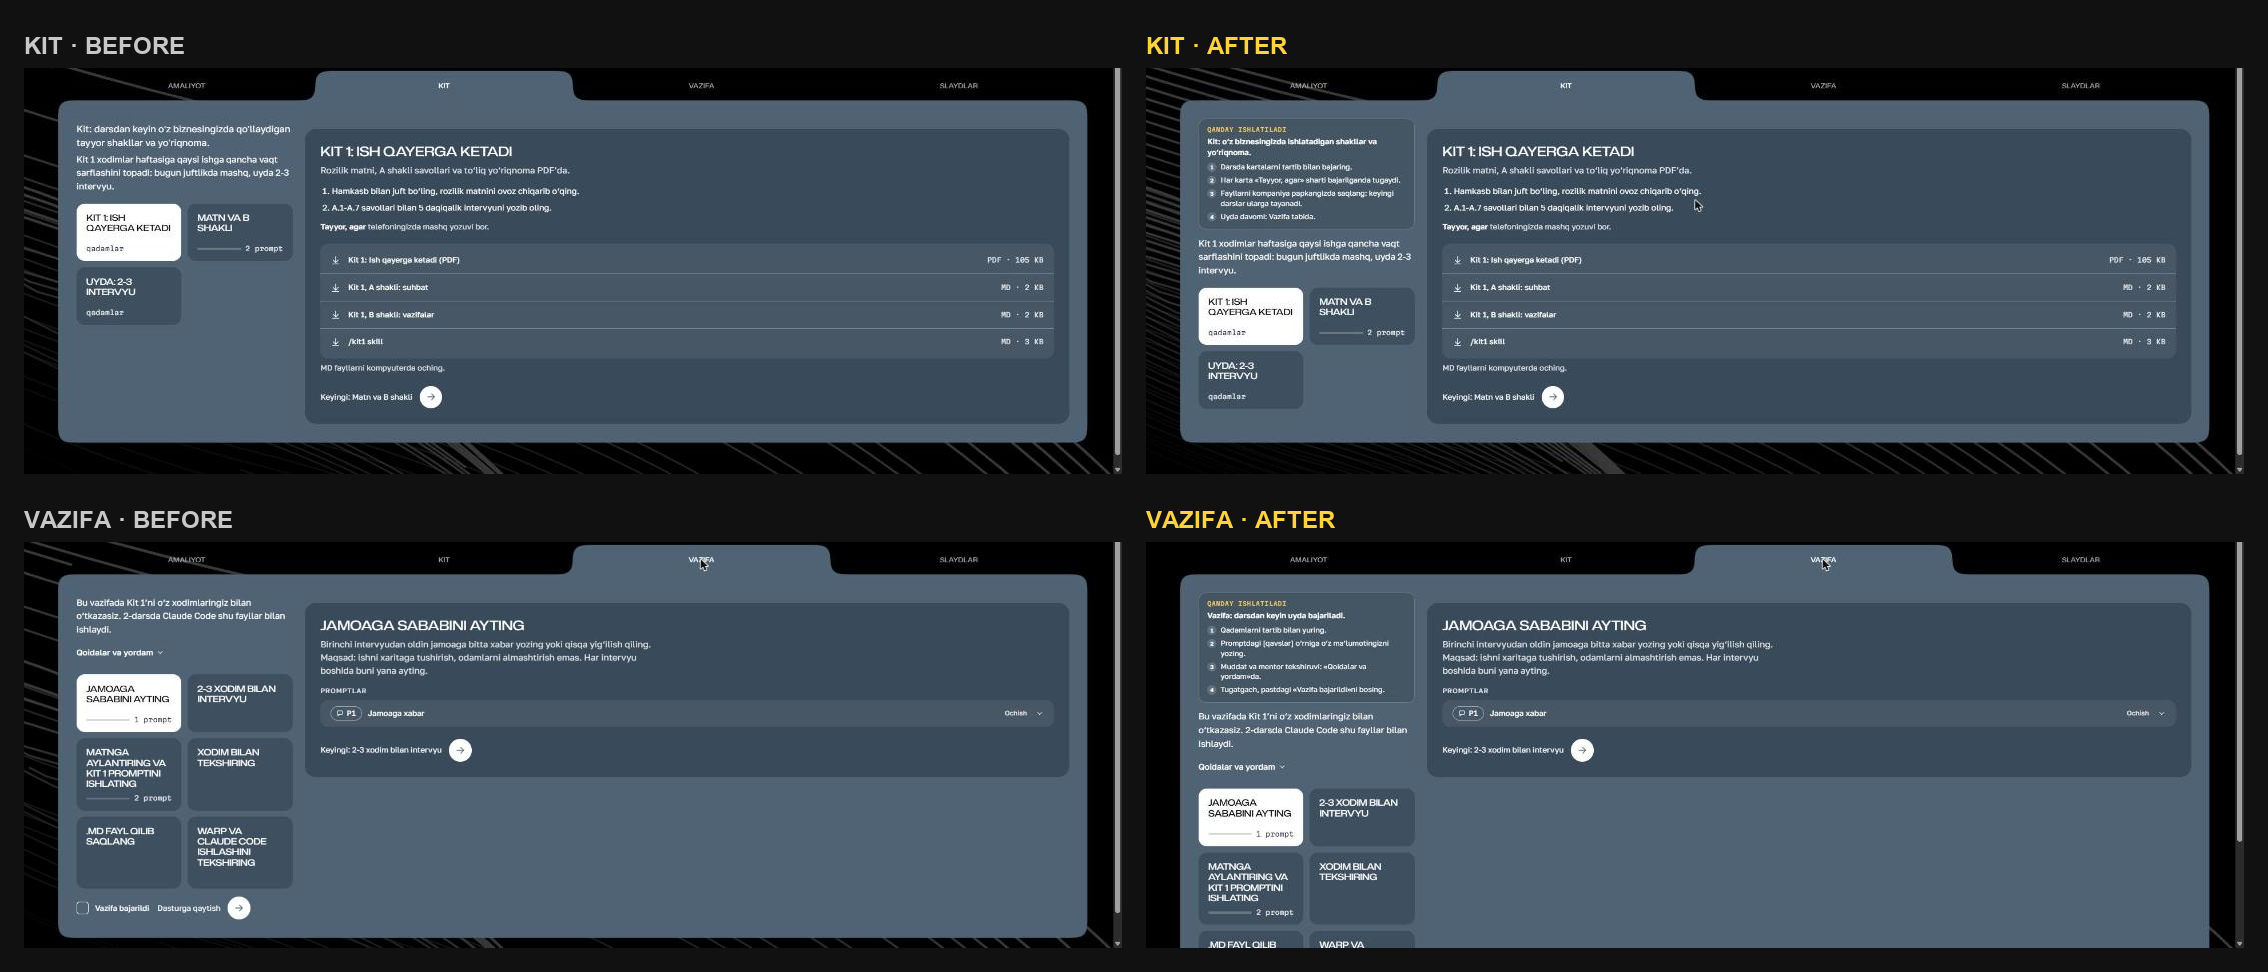 KIT · BEFORE
AMALIYOT
KIT
VAZIFA
SLAYDLAR
Kit: darsdan keyin o'z biznesingizda qo'llaydigan
tayyor shakllar va yo'riqnoma.
Kit 1 xodimlar haftasiga qaysi ishga qancha vaqt
sarflashini topadi: bugun juftlikda mashq, uyda 2-3
intervyu.
KIT 1: ISH
QAYERGA KETADI
qadamlar
MATN VA B
SHAKLI
2 prompt
UYDA: 2-3
INTERVYU
qadamlar
KIT 1: ISH QAYERGA KETADI
Rozilik matni, A shakli savollari va to'liq yo'riqnoma PDF'da.
1. Hamkasb bilan juft bo'ling, rozilik matnini ovoz chiqarib o'qing.
2. A.1-A.7 savollari bilan 5 daqiqalik intervyuni yozib oling.
Tayyor, agar telefoningizda mashq yozuvi bor.
Kit 1: Ish qayerga ketadi (PDF)
PDF · 105 KB
Kit 1, A shakli: suhbat
MD · 2 KB
Kit 1, B shakli: vazifalar
MD · 2 KB
/kit1 skill
MD · 3 KB
MD fayllarni kompyuterda oching.
Keyingi: Matn va B shakli
KIT · AFTER
AMALIYOT
KIT
VAZIFA
SLAYDLAR
QANDAY ISHLATILADI
Kit: o'z biznesingizda ishlatadigan shakllar va
yo'riqnoma.
1 Darsda kartalarni tartib bilan bajaring.
2 Har karta «Tayyor, agar» sharti bajarilganda tugaydi.
3 Fayllarni kompaniya papkangizda saqlang: keyingi
darslar ularga tayanadi.
4 Uyda davomi: Vazifa tabida.
Kit 1 xodimlar haftasiga qaysi ishga qancha vaqt
sarflashini topadi: bugun juftlikda mashq, uyda 2-3
intervyu.
KIT 1: ISH
QAYERGA KETADI
qadamlar
MATN VA B
SHAKLI
2 prompt
UYDA: 2-3
INTERVYU
qadamlar
KIT 1: ISH QAYERGA KETADI
Rozilik matni, A shakli savollari va to'liq yo'riqnoma PDF'da.
1. Hamkasb bilan juft bo'ling, rozilik matnini ovoz chiqarib o'qing.
2. A.1-A.7 savollari bilan 5 daqiqalik intervyuni yozib oling.
Tayyor, agar telefoningizda mashq yozuvi bor.
Kit 1: Ish qayerga ketadi (PDF)
PDF · 105 KB
Kit 1, A shakli: suhbat
MD · 2 KB
Kit 1, B shakli: vazifalar
MD · 2 KB
/kit1 skill
MD · 3 KB
MD fayllarni kompyuterda oching.
Keyingi: Matn va B shakli
VAZIFA · BEFORE
AMALIYOT
KIT
VAZIFA
SLAYDLAR
Bu vazifada Kit 1'ni o'z xodimlaringiz bilan
o'tkazasiz. 2-darsda Claude Code shu fayllar bilan
ishlaydi.
Qoidalar va yordam
JAMOAGA
SABABINI AYTING
1 prompt
2-3 XODIM BILAN
INTERVYU
MATNGA
AYLANTIRING VA
KIT 1 PROMPTINI
ISHLATING
2 prompt
XODIM BILAN
TEKSHIRING
.MD FAYL QILIB
SAQLANG
WARP VA
CLAUDE CODE
ISHLASHINI
TEKSHIRING
Vazifa bajarildi
Dasturga qaytish
JAMOAGA SABABINI AYTING
Birinchi intervyudan oldin jamoaga bitta xabar yozing yoki qisqa yig'ilish qiling.
Maqsad: ishni xaritaga tushirish, odamlarni almashtirish emas. Har intervyu
boshida buni yana ayting.
PROMPTLAR
P1 Jamoaga xabar
Ochish
Keyingi: 2-3 xodim bilan intervyu
VAZIFA · AFTER
AMALIYOT
KIT
VAZIFA
SLAYDLAR
QANDAY ISHLATILADI
Vazifa: darsdan keyin uyda bajariladi.
1 Qadamlarni tartib bilan yuring.
2 Promptdagi [qavslar] o'rniga o'z ma'lumotingizni
yozing.
3 Muddat va mentor tekshiruvi: «Qoidalar va
yordam»da.
4 Tugatgach, pastdagi «Vazifa bajarildi»ni bosing.
Bu vazifada Kit 1'ni o'z xodimlaringiz bilan
o'tkazasiz. 2-darsda Claude Code shu fayllar bilan
ishlaydi.
Qoidalar va yordam
JAMOAGA
SABABINI AYTING
1 prompt
2-3 XODIM BILAN
INTERVYU
MATNGA
AYLANTIRING VA
KIT 1 PROMPTINI
ISHLATING
2 prompt
XODIM BILAN
TEKSHIRING
.MD FAYL QILIB
WARP VA
JAMOAGA SABABINI AYTING
Birinchi intervyudan oldin jamoaga bitta xabar yozing yoki qisqa yig'ilish qiling.
Maqsad: ishni xaritaga tushirish, odamlarni almashtirish emas. Har intervyu
boshida buni yana ayting.
PROMPTLAR
P1 Jamoaga xabar
Ochish
Keyingi: 2-3 xodim bilan intervyu